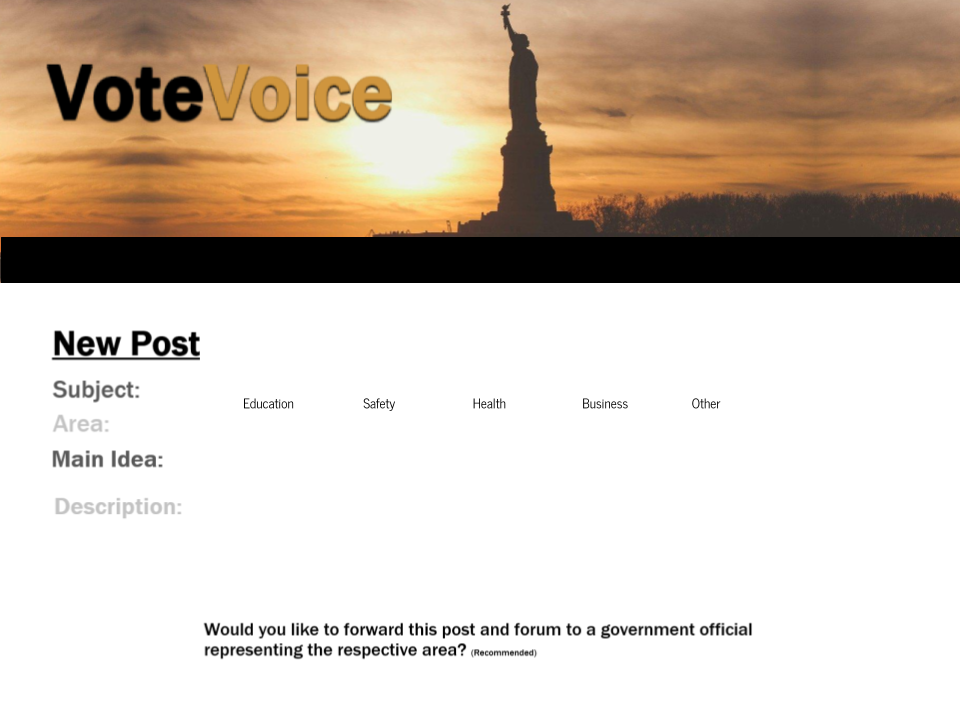 VoteVoice
New Post
Subject:
Education Safety Health Business Other
Area:
Main Idea:
Description:
Would you like to forward this post and forum to a government official
representing the respective area? (Recommended)